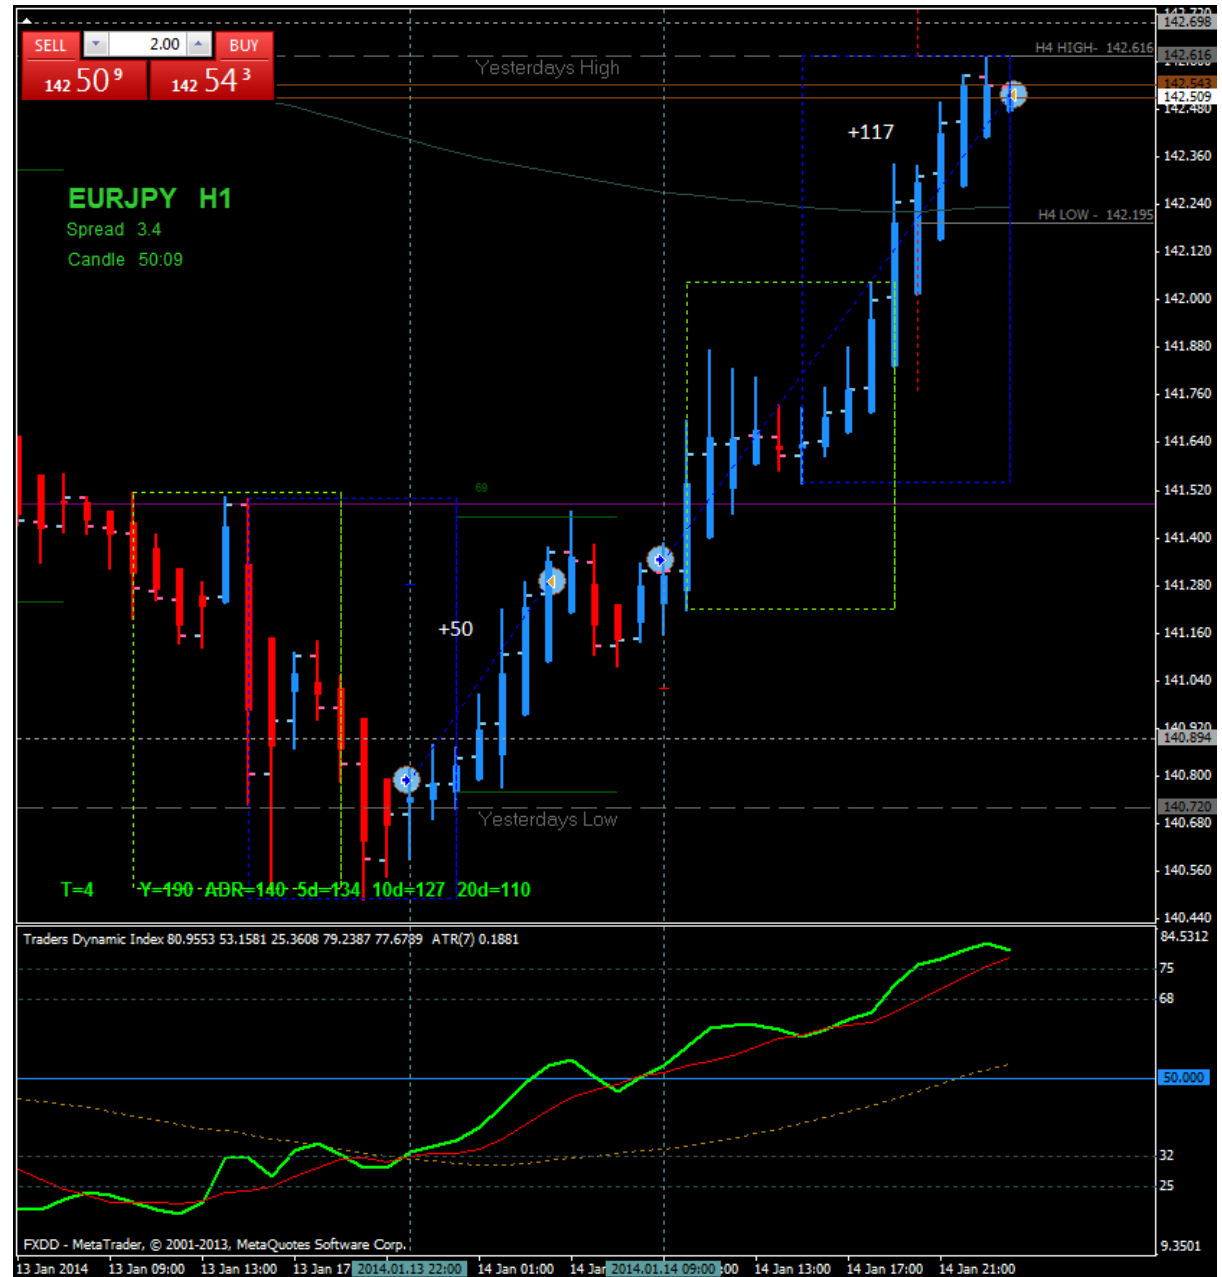 142.720
142.698
SELL 2.00 BUY
H4 HIGH- 142.616
142.616
Yesterdays High
142 50 9 142 54 3
142.543
142.509
142.480
+117
142.360
EURJPY H1
142.240
H4 LOW - 142.195
Spread 3.4
Candle 50:09
142.120
142.000
141.880
141.760
141.640
69
141.520
141.400
141.280
+50
141.160
141.040
140.920
140.894
140.800
140.720
Yesterdays Low
140.680
T=4 Y=190 ADR=140 5d=134 10d=127 20d=110
140.560
140.440
Traders Dynamic Index 80.9553 53.1581 25.3608 79.2387 77.6789 ATR(7) 0.1881
84.5312
75
68
50.000
32
25
FXDD - MetaTrader, © 2001-2013, MetaQuotes Software Corp.
9.3501
13 Jan 2014 13 Jan 09:00 13 Jan 13:00 13 Jan 17 2014.01.13 22:00 14 Jan 01:00 14 Jan 2014.01.14 09:00 :00 14 Jan 13:00 14 Jan 17:00 14 Jan 21:00